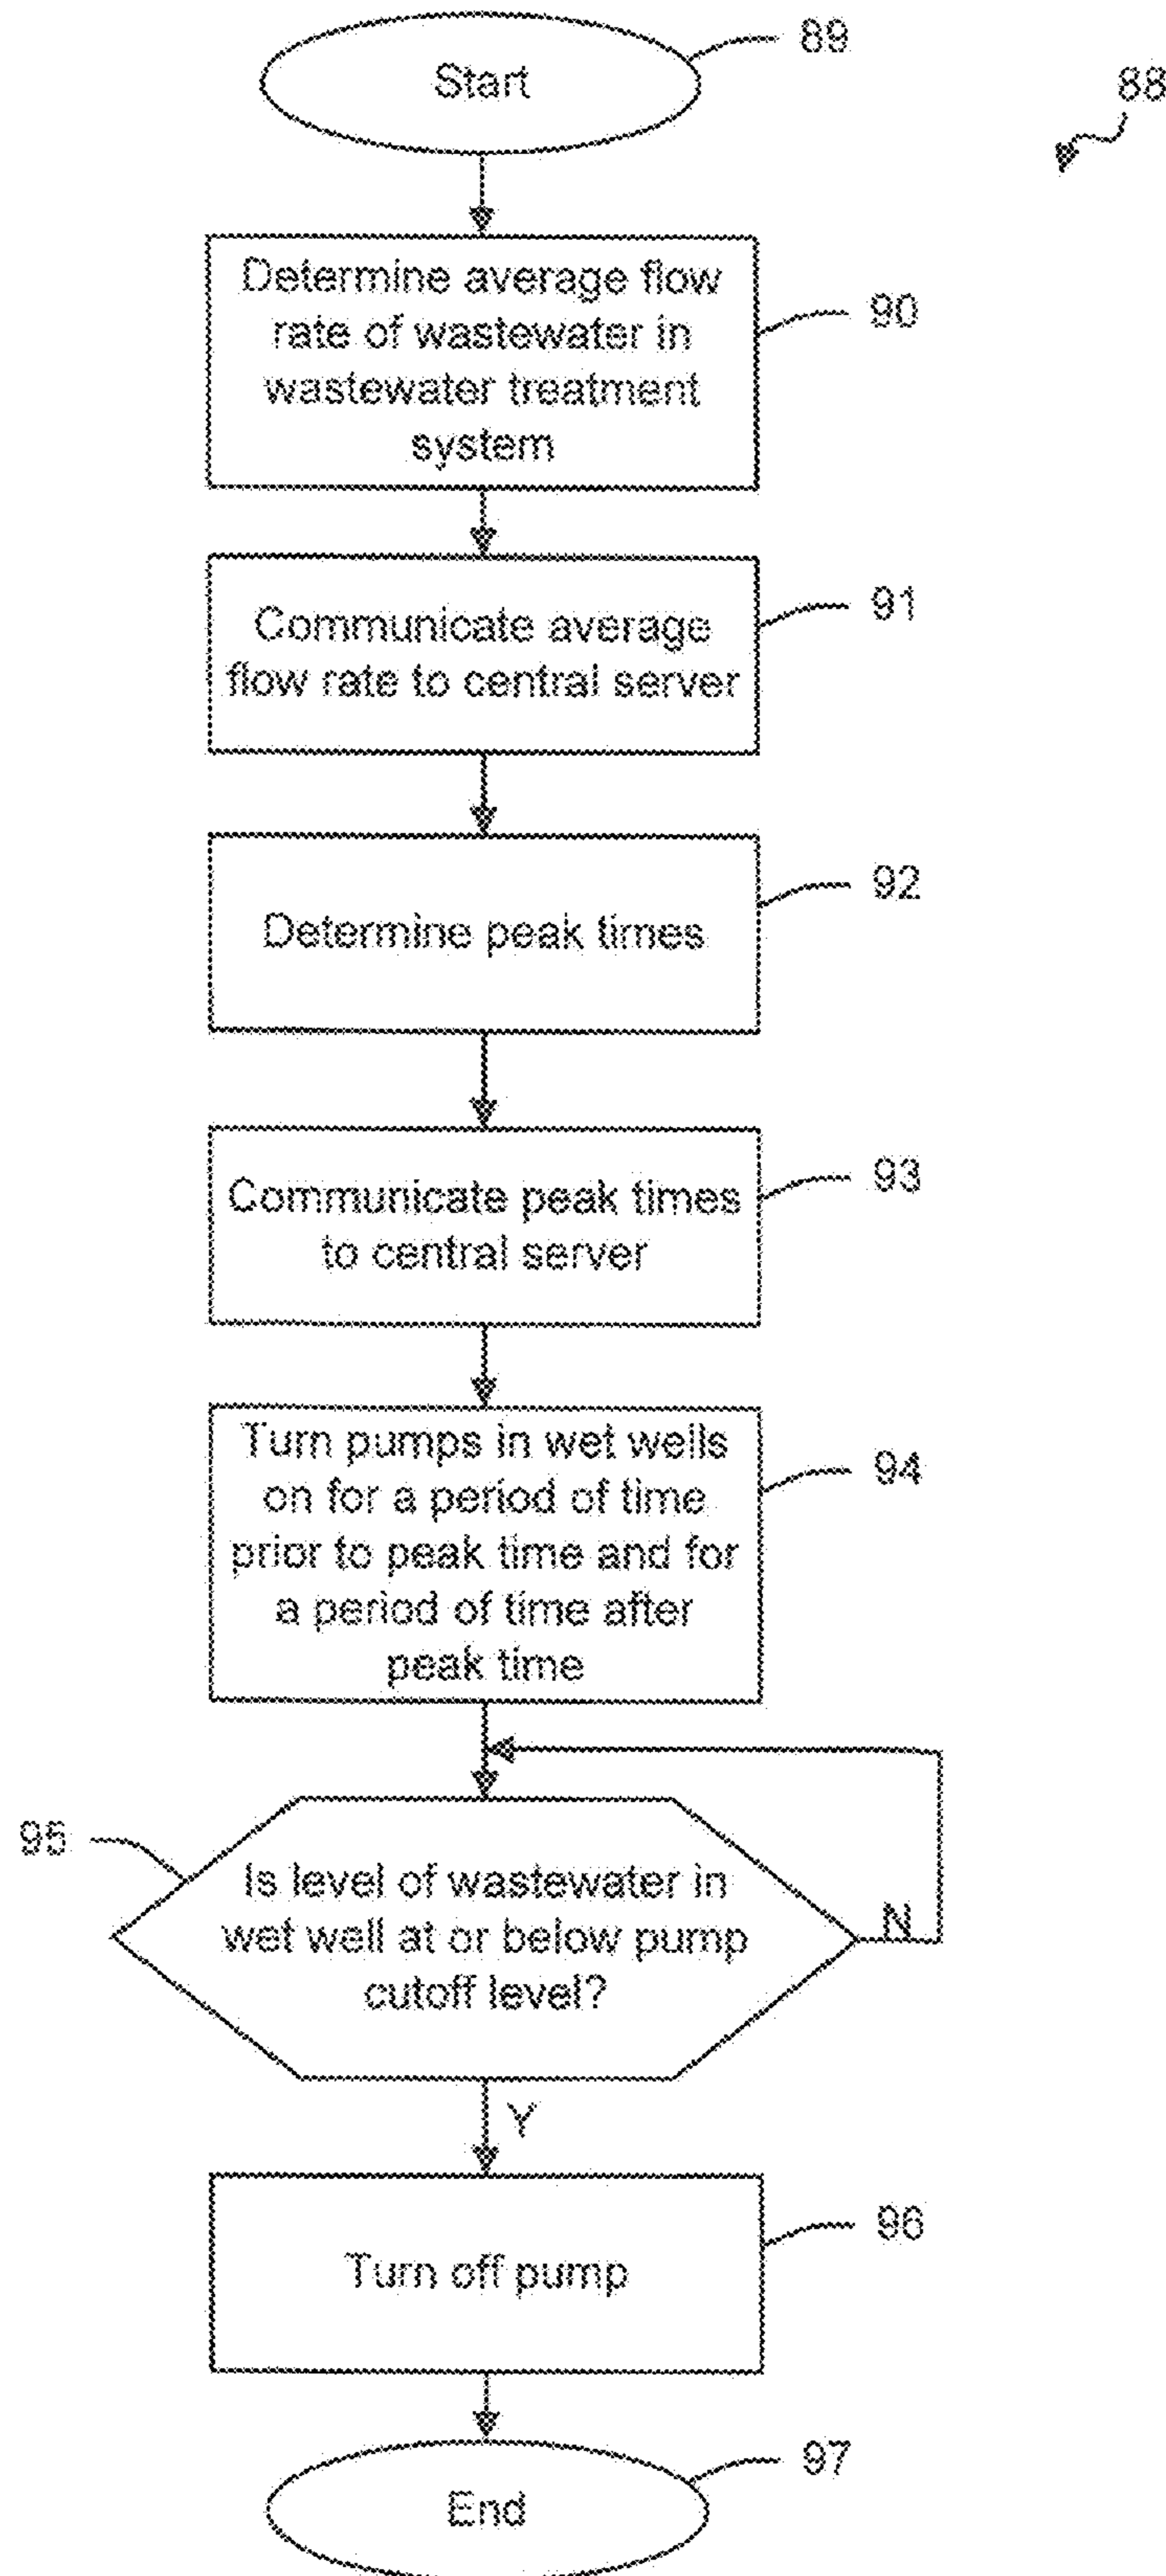 Start
89
88
Determine average flow
rate of wastewater in
wastewater treatment
system
90
Communicate average
flow rate to central server
91
Determine peak times
92
Communicate peak times
to central server
93
Turn pumps in wet wells
on for a period of time
prior to peak time and for
a period of time after
peak time
94
95
Is level of wastewater in
wet well at or below pump
cutoff level?
N
Y
Turn off pump
96
End
97